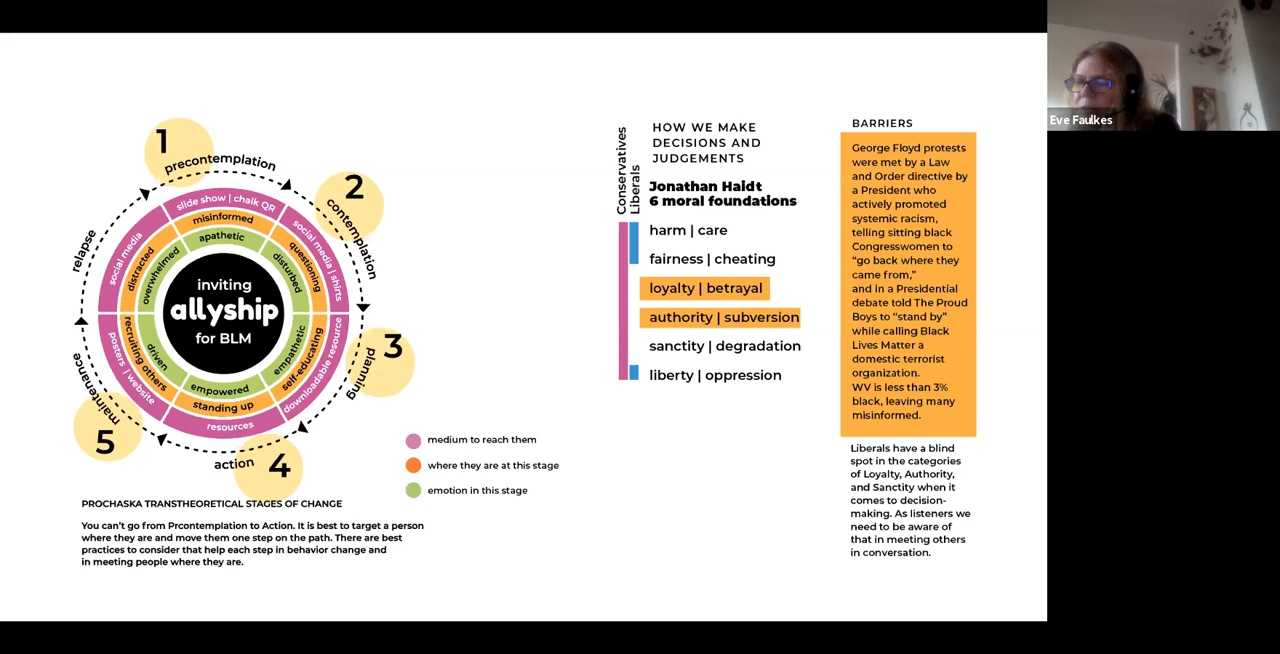 1
precontemplation
2
contemplation
3
planning
4
action
5
maintenance
relapse
slide show | chalk QR
misinformed
apathetic
social media | shirts
questioning
disturbed
downloadable resource
self-educating
empathetic
resources
standing up
empowered
posters | website
recruiting others
driven
social media
distracted
overwhelmed
inviting
allyship
for BLM
medium to reach them
where they are at this stage
emotion in this stage
PROCHASKA TRANSTHEORETICAL STAGES OF CHANGE
You can't go from Prcontemplation to Action. It is best to target a person
where they are and move them one step on the path. There are best
practices to consider that help each step in behavior change and
in meeting people where they are.
Conservatives
Liberals
HOW WE MAKE
DECISIONS AND
JUDGEMENTS
Jonathan Haidt
6 moral foundations
harm | care
fairness | cheating
loyalty | betrayal
authority | subversion
sanctity | degradation
liberty | oppression
BARRIERS
George Floyd protests
were met by a Law
and Order directive by
a President who
actively promoted
systemic racism,
telling sitting black
Congresswomen to
“go back where they
came from,”
and in a Presidential
debate told The Proud
Boys to “stand by”
while calling Black
Lives Matter a
domestic terrorist
organization.
WV is less than 3%
black, leaving many
misinformed.
Liberals have a blind
spot in the categories
of Loyalty, Authority,
and Sanctity when it
comes to decision-
making. As listeners we
need to be aware of
that in meeting others
in conversation.
Eve Faulkes